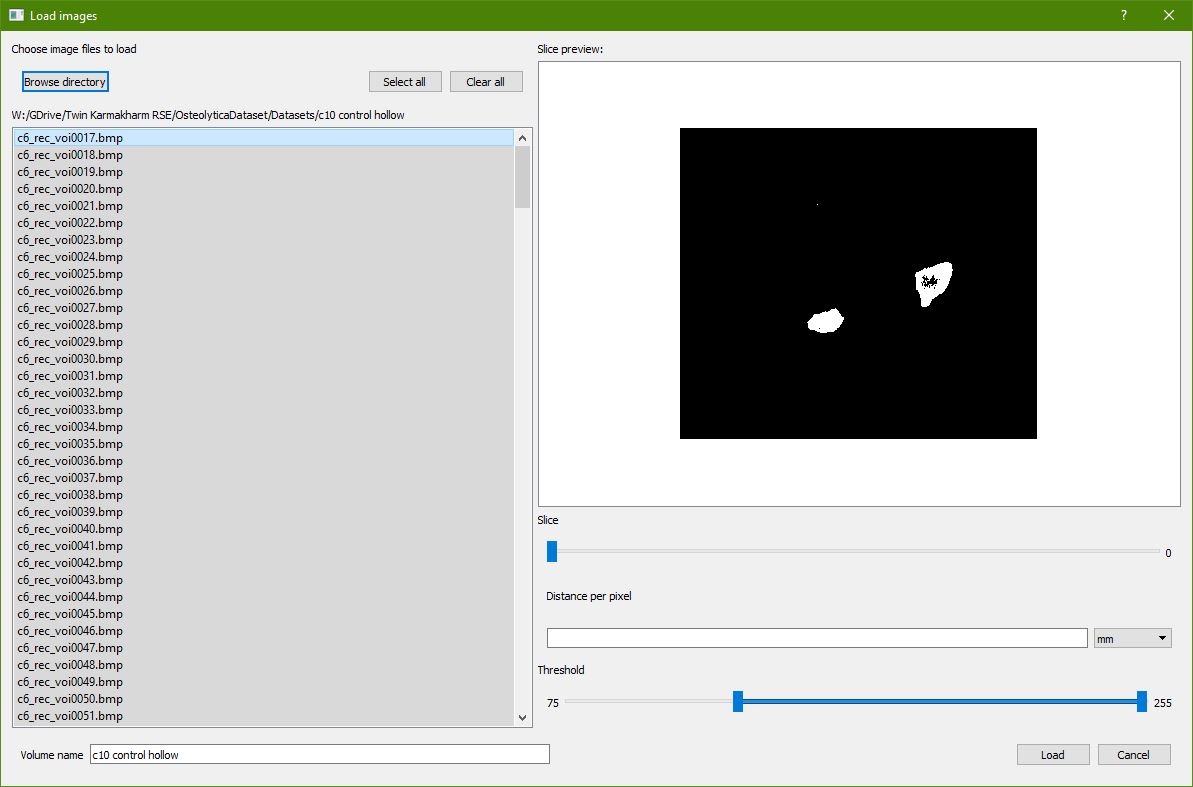 Load images
?
Choose image files to load
Browse directory
Select all
Clear all
W:/GDrive/Twin Karmakharm RSE/OsteolyticaDataset/Datasets/c10 control hollow
c6_rec_voi0017.bmp
c6_rec_voi0018.bmp
c6_rec_voi0019.bmp
c6_rec_voi0020.bmp
c6_rec_voi0021.bmp
c6_rec_voi0022.bmp
c6_rec_voi0023.bmp
c6_rec_voi0024.bmp
c6_rec_voi0025.bmp
c6_rec_voi0026.bmp
c6_rec_voi0027.bmp
c6_rec_voi0028.bmp
c6_rec_voi0029.bmp
c6_rec_voi0030.bmp
c6_rec_voi0031.bmp
c6_rec_voi0032.bmp
c6_rec_voi0033.bmp
c6_rec_voi0034.bmp
c6_rec_voi0035.bmp
c6_rec_voi0036.bmp
c6_rec_voi0037.bmp
c6_rec_voi0038.bmp
c6_rec_voi0039.bmp
c6_rec_voi0040.bmp
c6_rec_voi0041.bmp
c6_rec_voi0042.bmp
c6_rec_voi0043.bmp
c6_rec_voi0044.bmp
c6_rec_voi0045.bmp
c6_rec_voi0046.bmp
c6_rec_voi0047.bmp
c6_rec_voi0048.bmp
c6_rec_voi0049.bmp
c6_rec_voi0050.bmp
c6_rec_voi0051.bmp
Volume name
c10 control hollow
Slice preview:
Slice
0
Distance per pixel
mm
Threshold
75
255
Load
Cancel